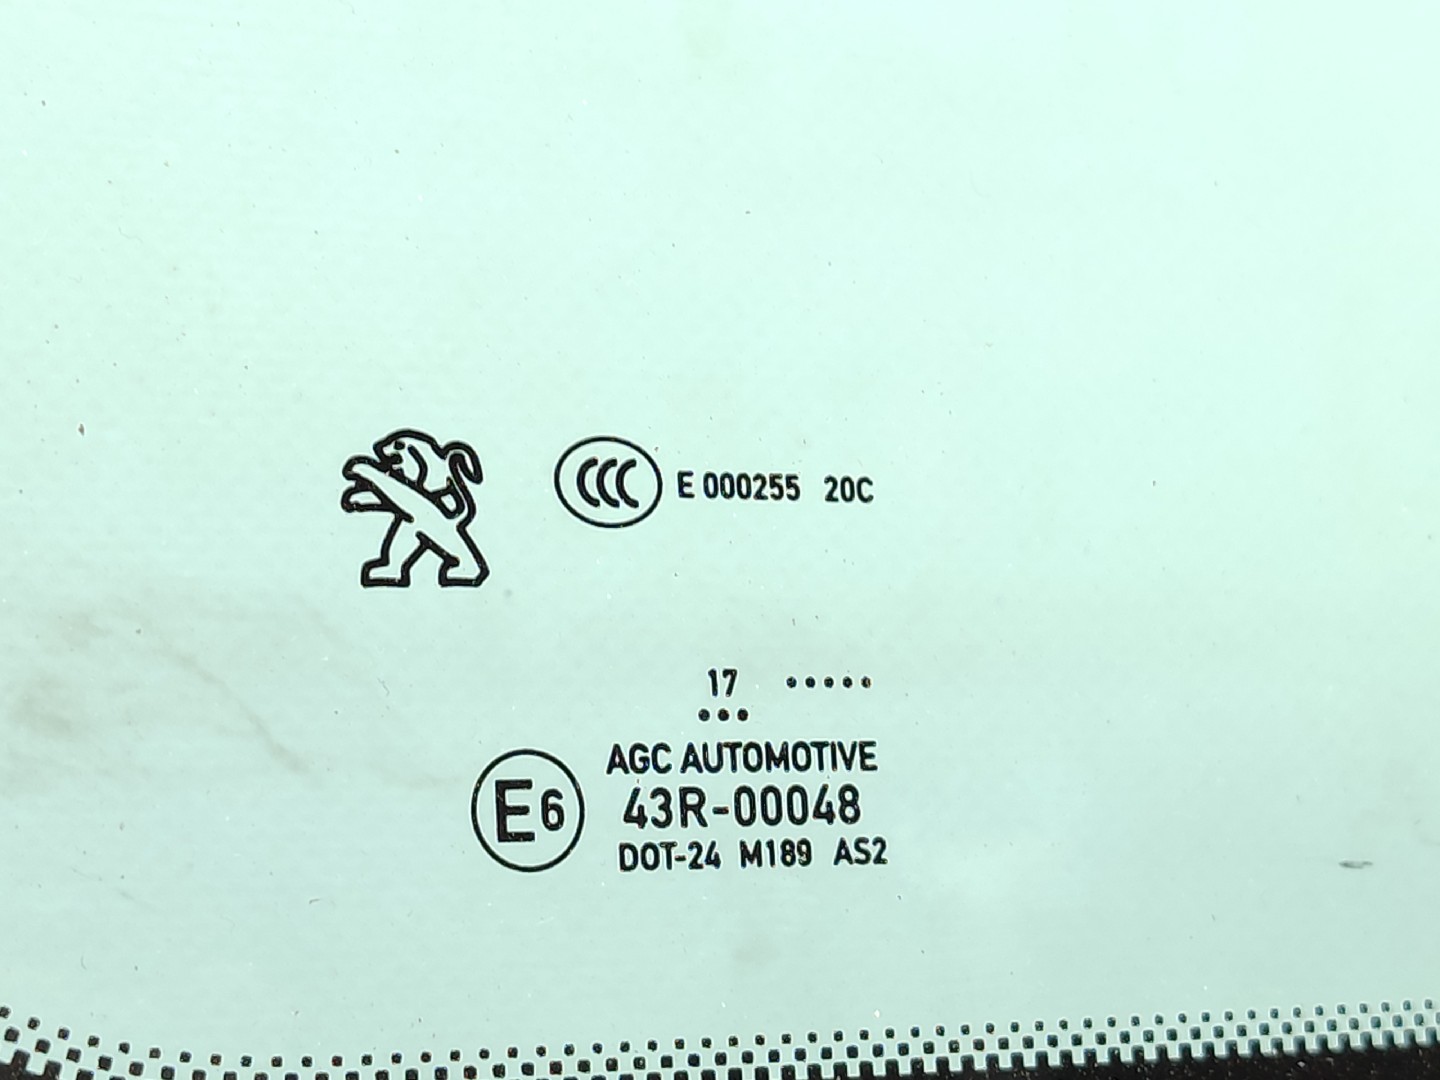 CCC E 000255 20C
17 •••••
•••
AGC AUTOMOTIVE
E6 43R-00048
DOT-24 M189 AS2